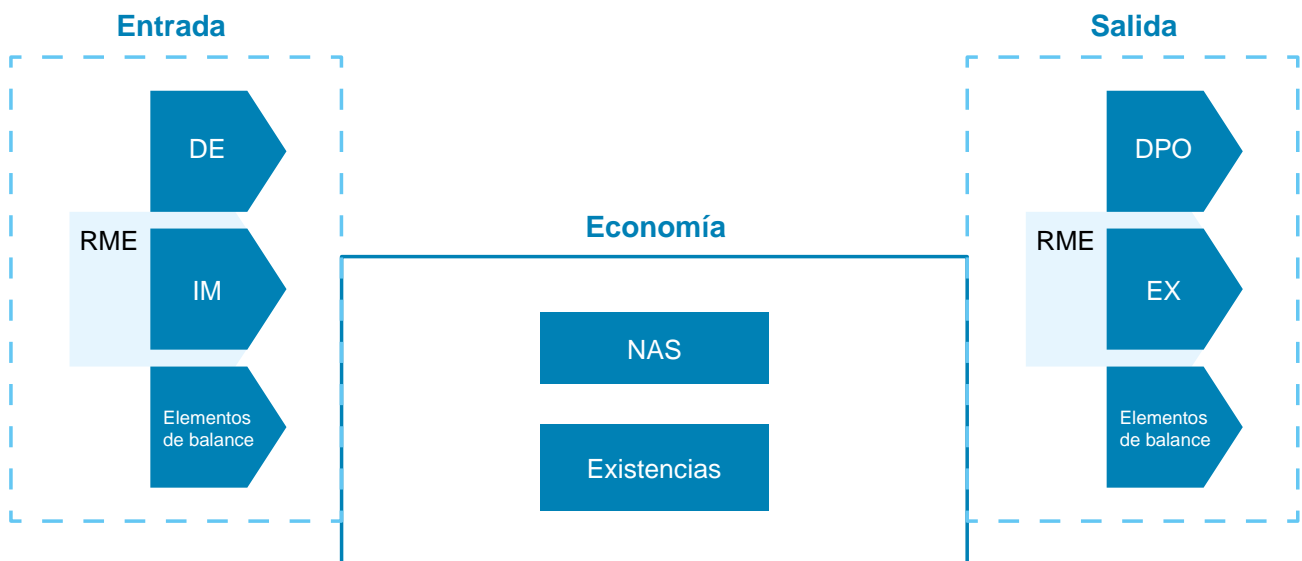 Entrada
DE
RME
IM
Elementos
de balance
Economía
NAS
Existencias
Salida
DPO
RME
EX
Elementos
de balance